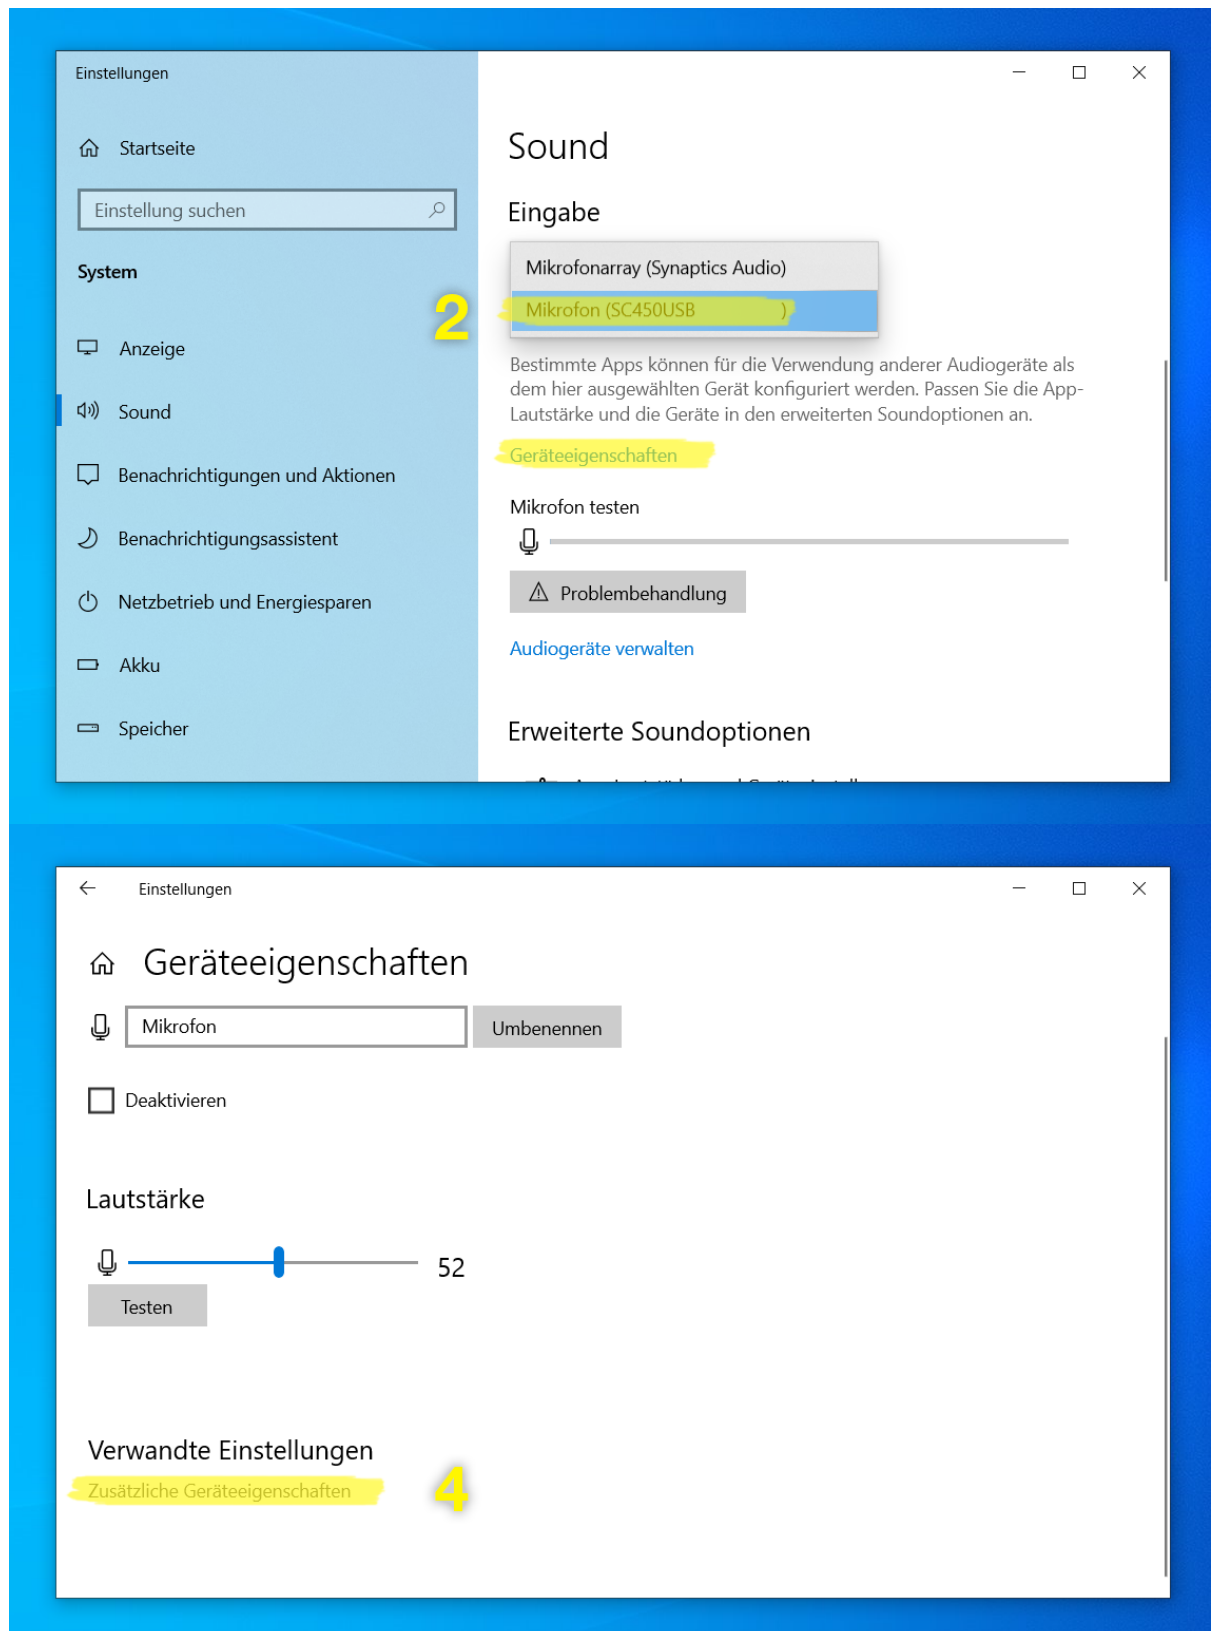 Einstellungen
Startseite
Einstellung suchen
System
Anzeige
Sound
Benachrichtigungen und Aktionen
Benachrichtigungsassistent
Netzbetrieb und Energiesparen
Akku
Speicher
Sound
Eingabe
Mikrofonarray (Synaptics Audio)
2
Mikrofon (SC450USB )
Bestimmte Apps können für die Verwendung anderer Audiogeräte als
dem hier ausgewählten Gerät konfiguriert werden. Passen Sie die App-
Lautstärke und die Geräte in den erweiterten Soundoptionen an.
Geräteeigenschaften
Mikrofon testen
Problembehandlung
Audiogeräte verwalten
Erweiterte Soundoptionen
Einstellungen
Geräteeigenschaften
Mikrofon
Umbenennen
Deaktivieren
Lautstärke
52
Testen
Verwandte Einstellungen
Zusätzliche Geräteeigenschaften
4